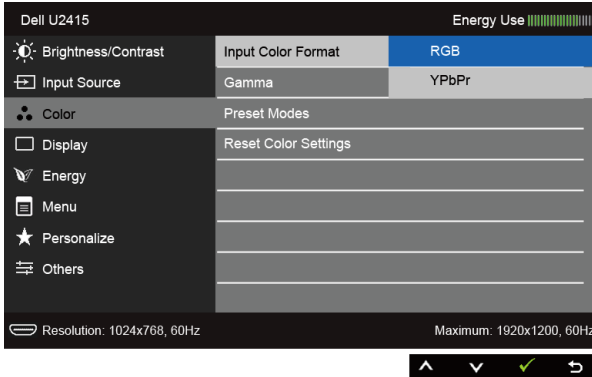 Dell U2415 Energy Use
Brightness/Contrast Input Color Format RGB
Input Source Gamma YPbPr
Color Preset Modes
Display Reset Color Settings
Energy
Menu
Personalize
Others
Resolution: 1024x768, 60Hz Maximum: 1920x1200, 60Hz